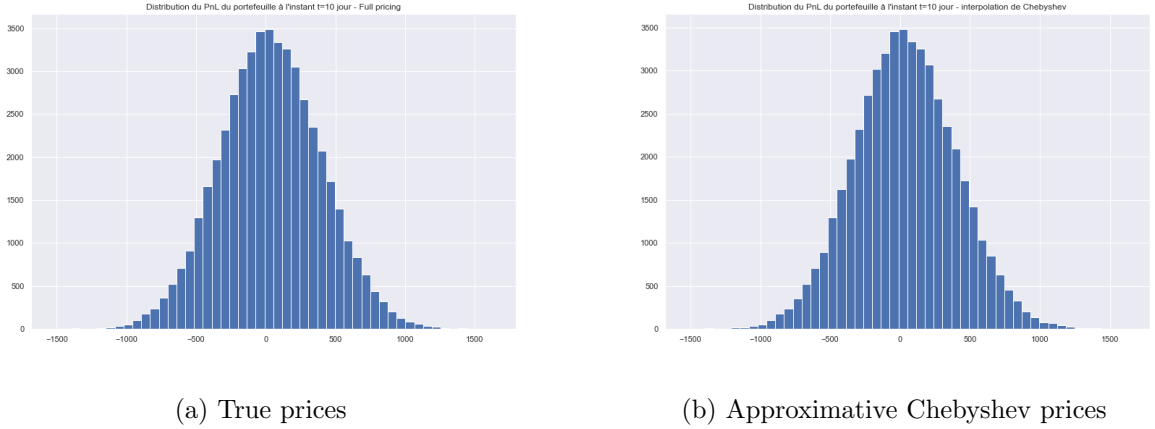 Distribution du PnL du portefeuille à l'instant t=10 jour - Full pricing
3500
3000
2500
2000
1500
1000
500
0
−1500 −1000 −500 0 500 1000 1500
(a) True prices
Distribution du PnL du portefeuille à l'instant t=10 jour - interpolation de Chebyshev
3500
3000
2500
2000
1500
1000
500
0
−1500 −1000 −500 0 500 1000 1500
(b) Approximative Chebyshev prices